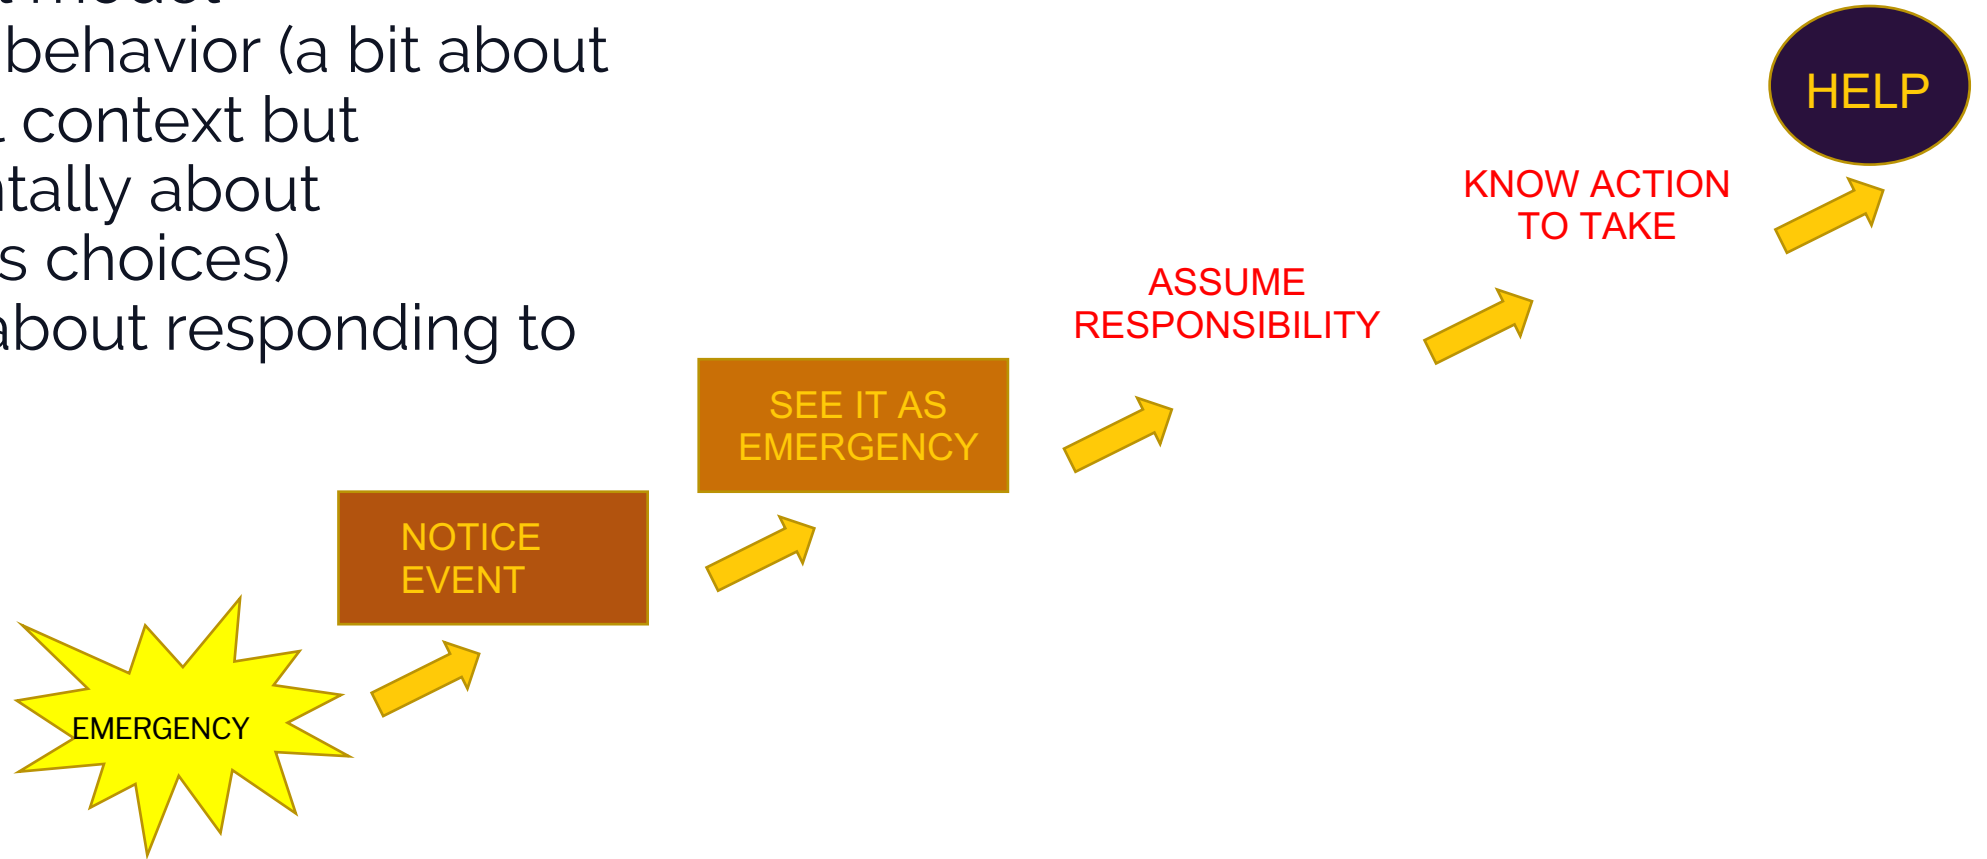 model
behavior (a bit about
context but
about
s choices)
about responding to
HELP
KNOW ACTION
TO TAKE
ASSUME
RESPONSIBILITY
SEE IT AS
EMERGENCY
NOTICE
EVENT
EMERGENCY